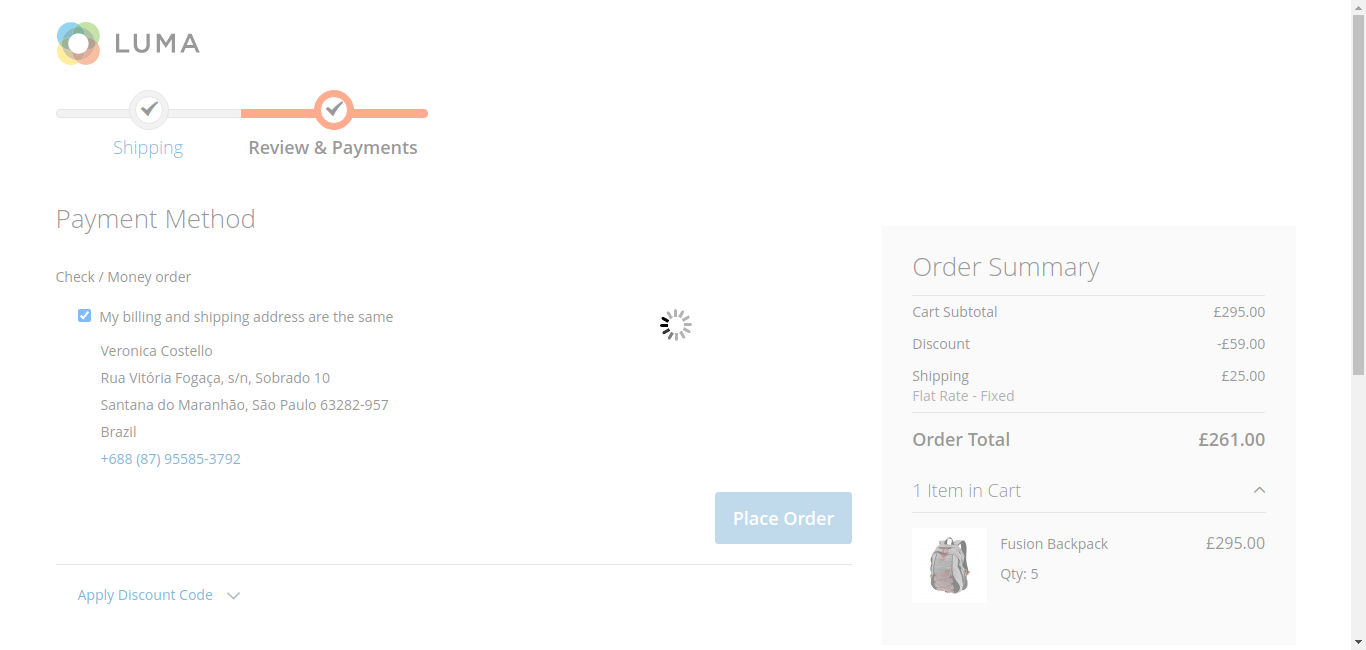 LUMA
Shipping
Review & Payments
Payment Method
Check / Money order
My billing and shipping address are the same
Veronica Costello
Rua Vitória Fogaça, s/n, Sobrado 10
Santana do Maranhão, São Paulo 63282-957
Brazil
+688 (87) 95585-3792
Place Order
Apply Discount Code
Order Summary
Cart Subtotal £295.00
Discount -£59.00
Shipping £25.00
Flat Rate - Fixed
Order Total £261.00
1 Item in Cart
Fusion Backpack £295.00
Qty: 5